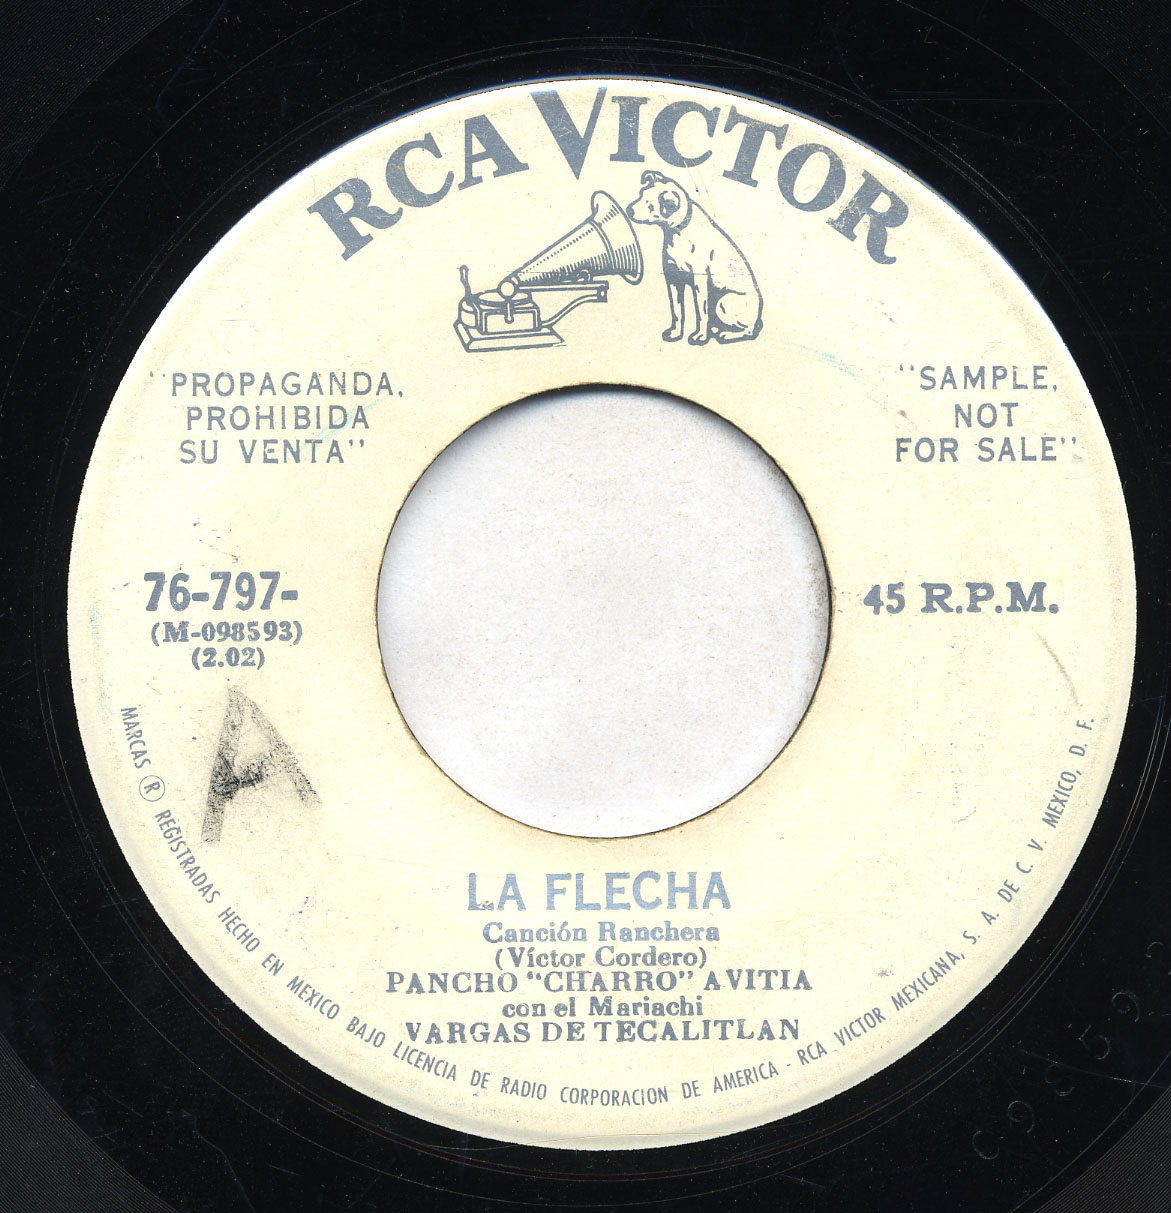 RCA VICTOR
"PROPAGANDA,
PROHIBIDA
SU VENTA"
"SAMPLE,
NOT
FOR SALE"
76-797-
(M-098593)
(2.02)
45 R.P.M.
A
LA FLECHA
Canción Ranchera
(Víctor Cordero)
PANCHO "CHARRO" AVITIA
con el Mariachi
VARGAS DE TECALITLAN
MARCAS ® REGISTRADAS HECHO EN MEXICO BAJO LICENCIA DE RADIO CORPORACION DE AMERICA - RCA VICTOR MEXICANA, S. A. DE C. V. MEXICO, D. F.